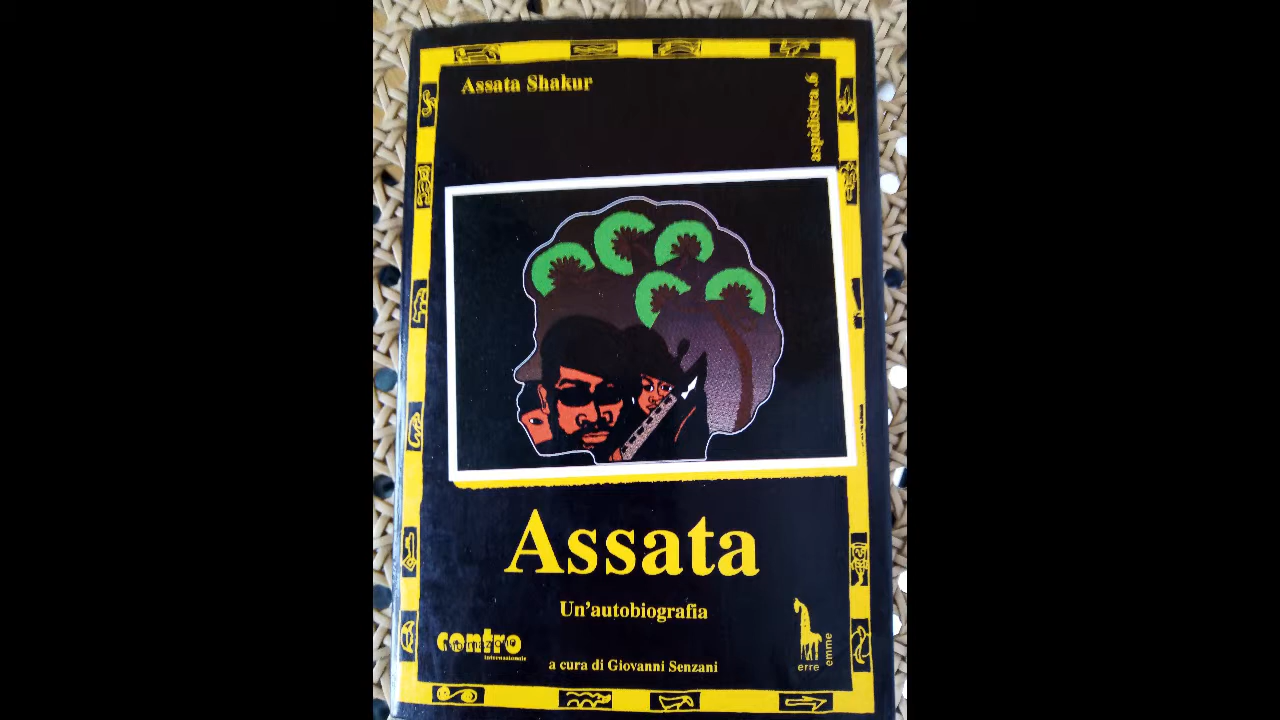 Assata Shakur
aspidistra .6
Assata
Un'autobiografia
contro
internazionale
a cura di Giovanni Senzani
erre
emme